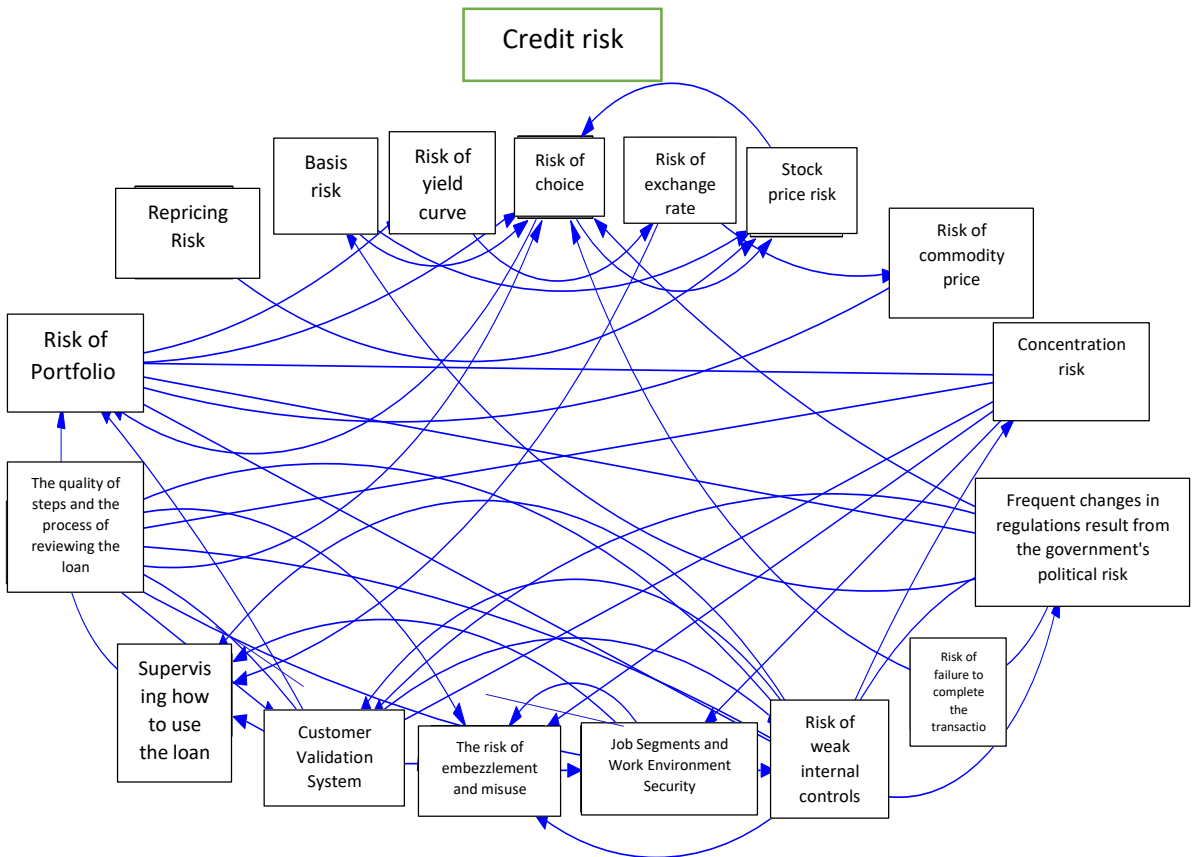 Credit risk
Basis
risk
Risk of
yield
curve
Risk of
choice
Risk of
exchange
rate
Stock
price risk
Repricing
Risk
Risk of
commodity
price
Risk of
Portfolio
Concentration
risk
The quality of
steps and the
process of
reviewing the
loan
Frequent changes in
regulations result from
the government's
political risk
Supervis
ing how
to use
the loan
Customer
Validation
System
The risk of
embezzlement
and misuse
Job Segments and
Work Environment
Security
Risk of
weak
internal
controls
Risk of
failure to
complete
the
transactio